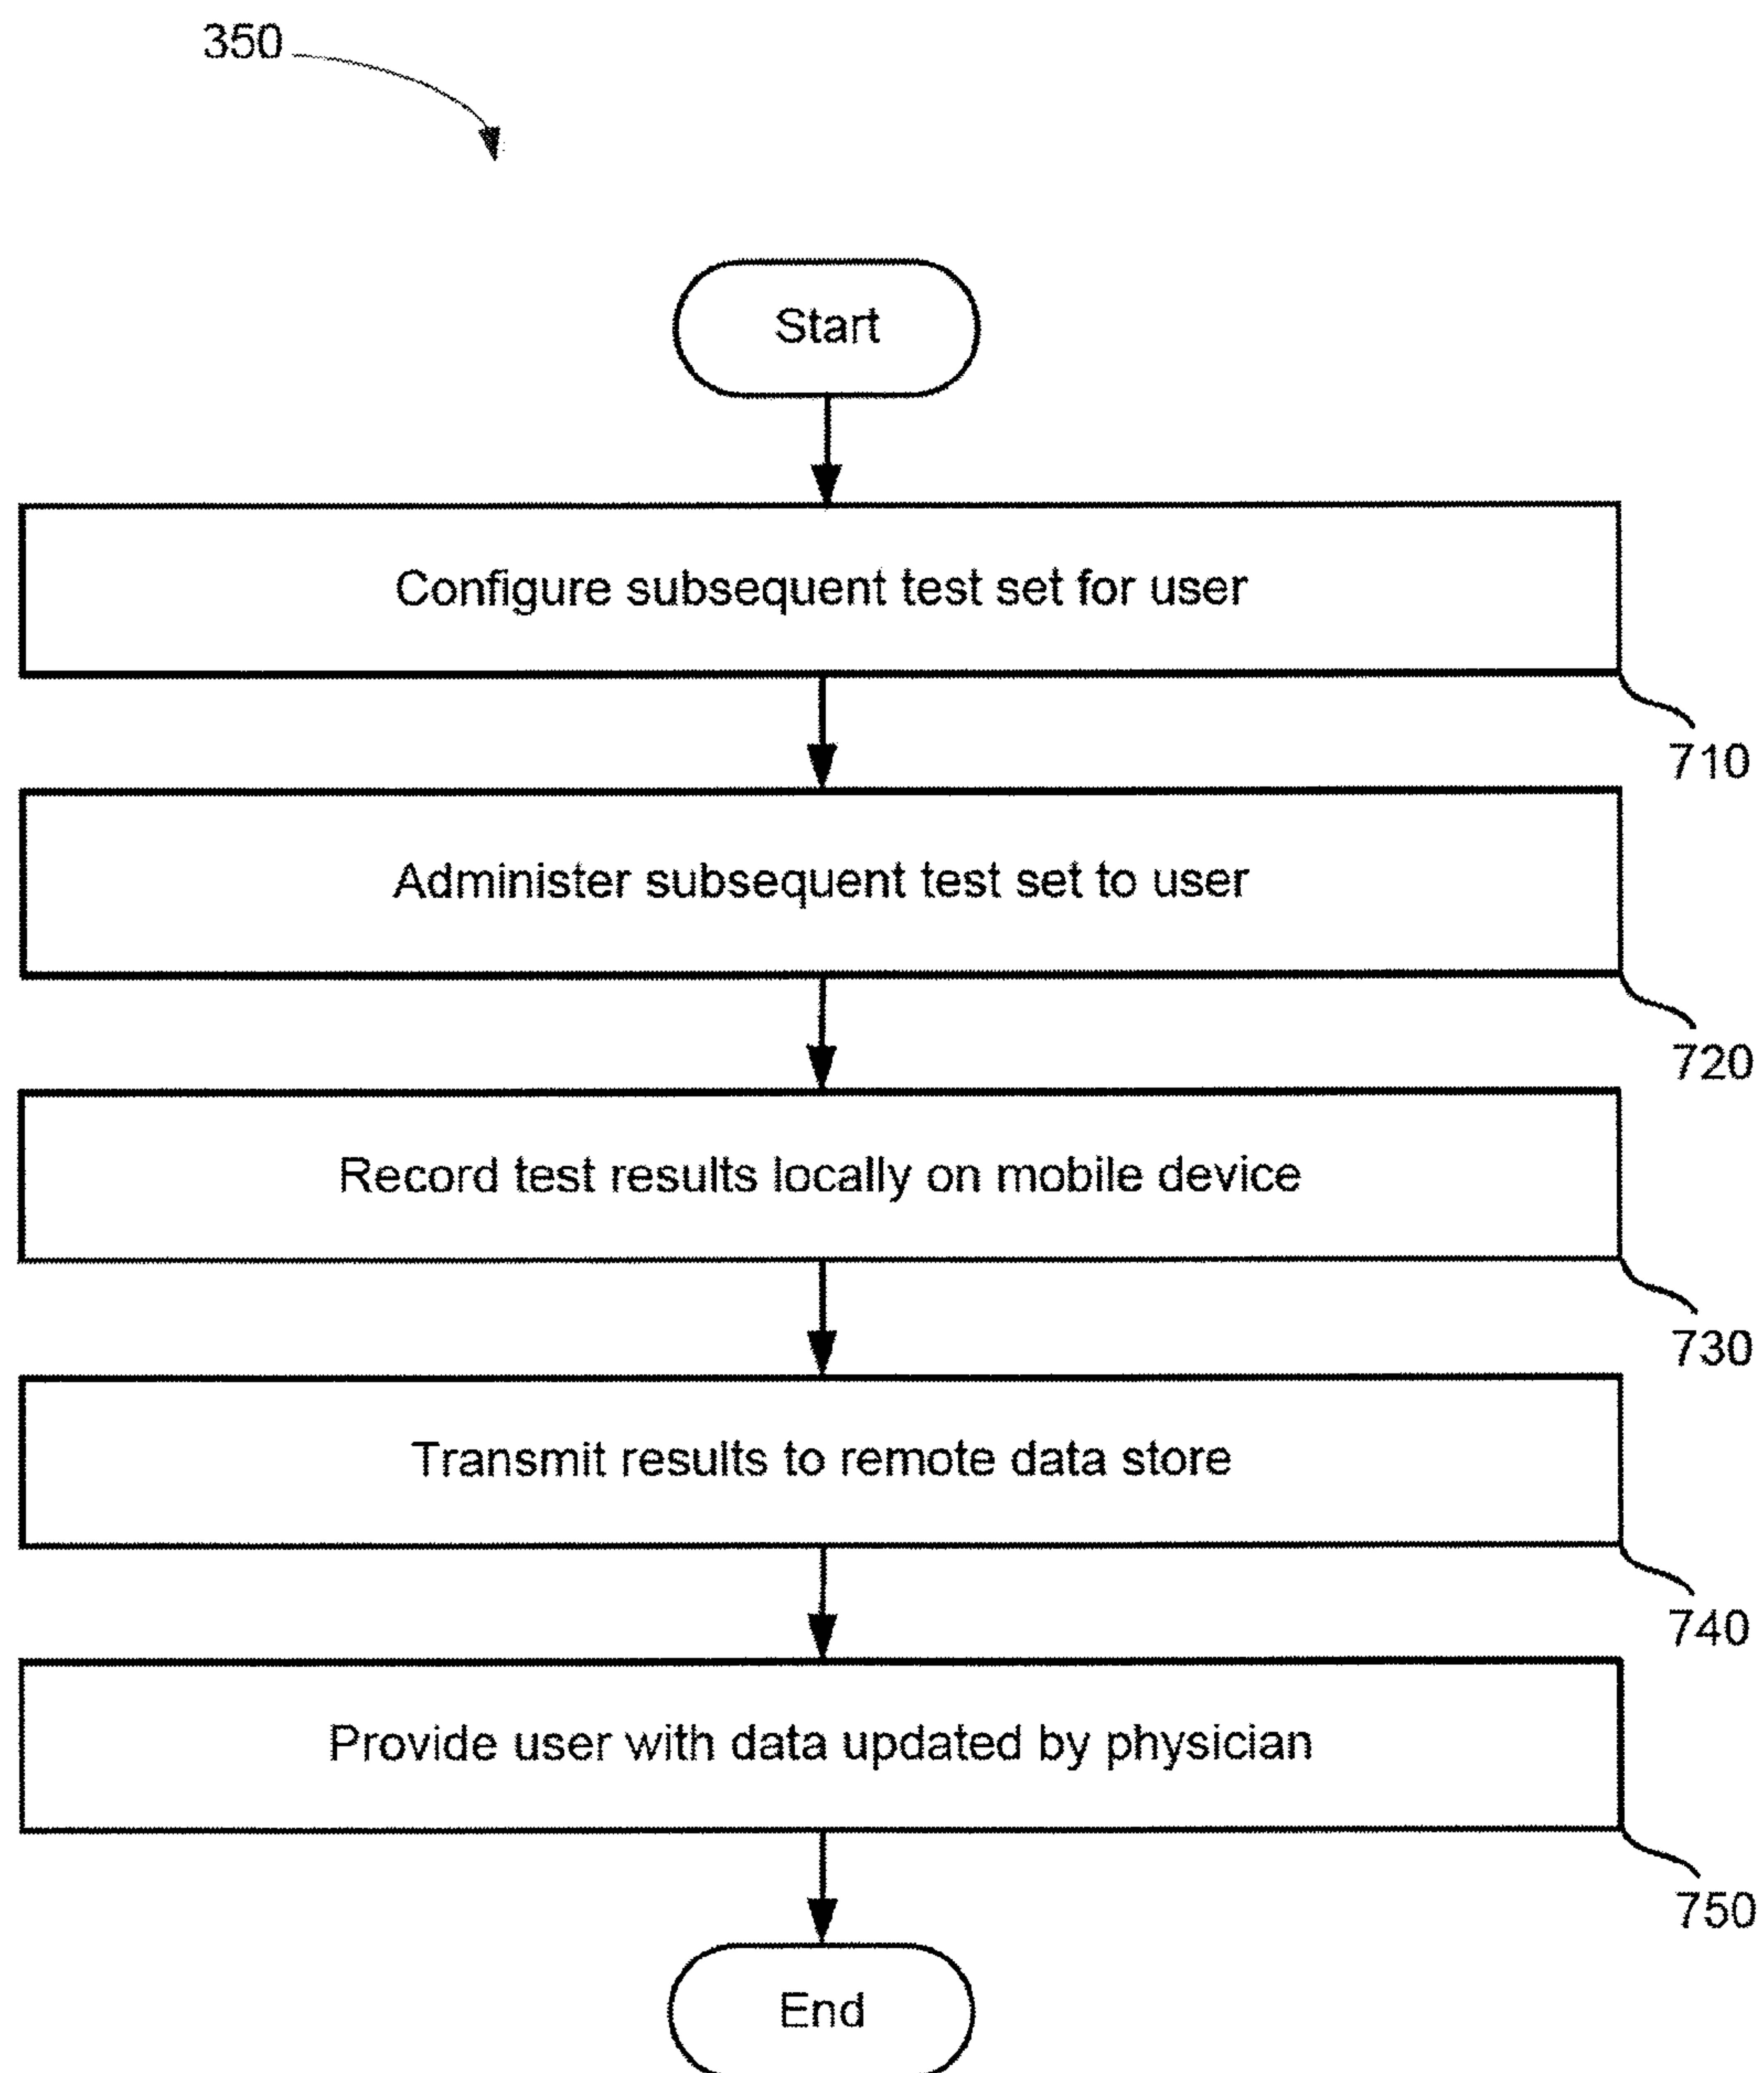 350
Start
Configure subsequent test set for user
710
Administer subsequent test set to user
720
Record test results locally on mobile device
730
Transmit results to remote data store
740
Provide user with data updated by physician
750
End